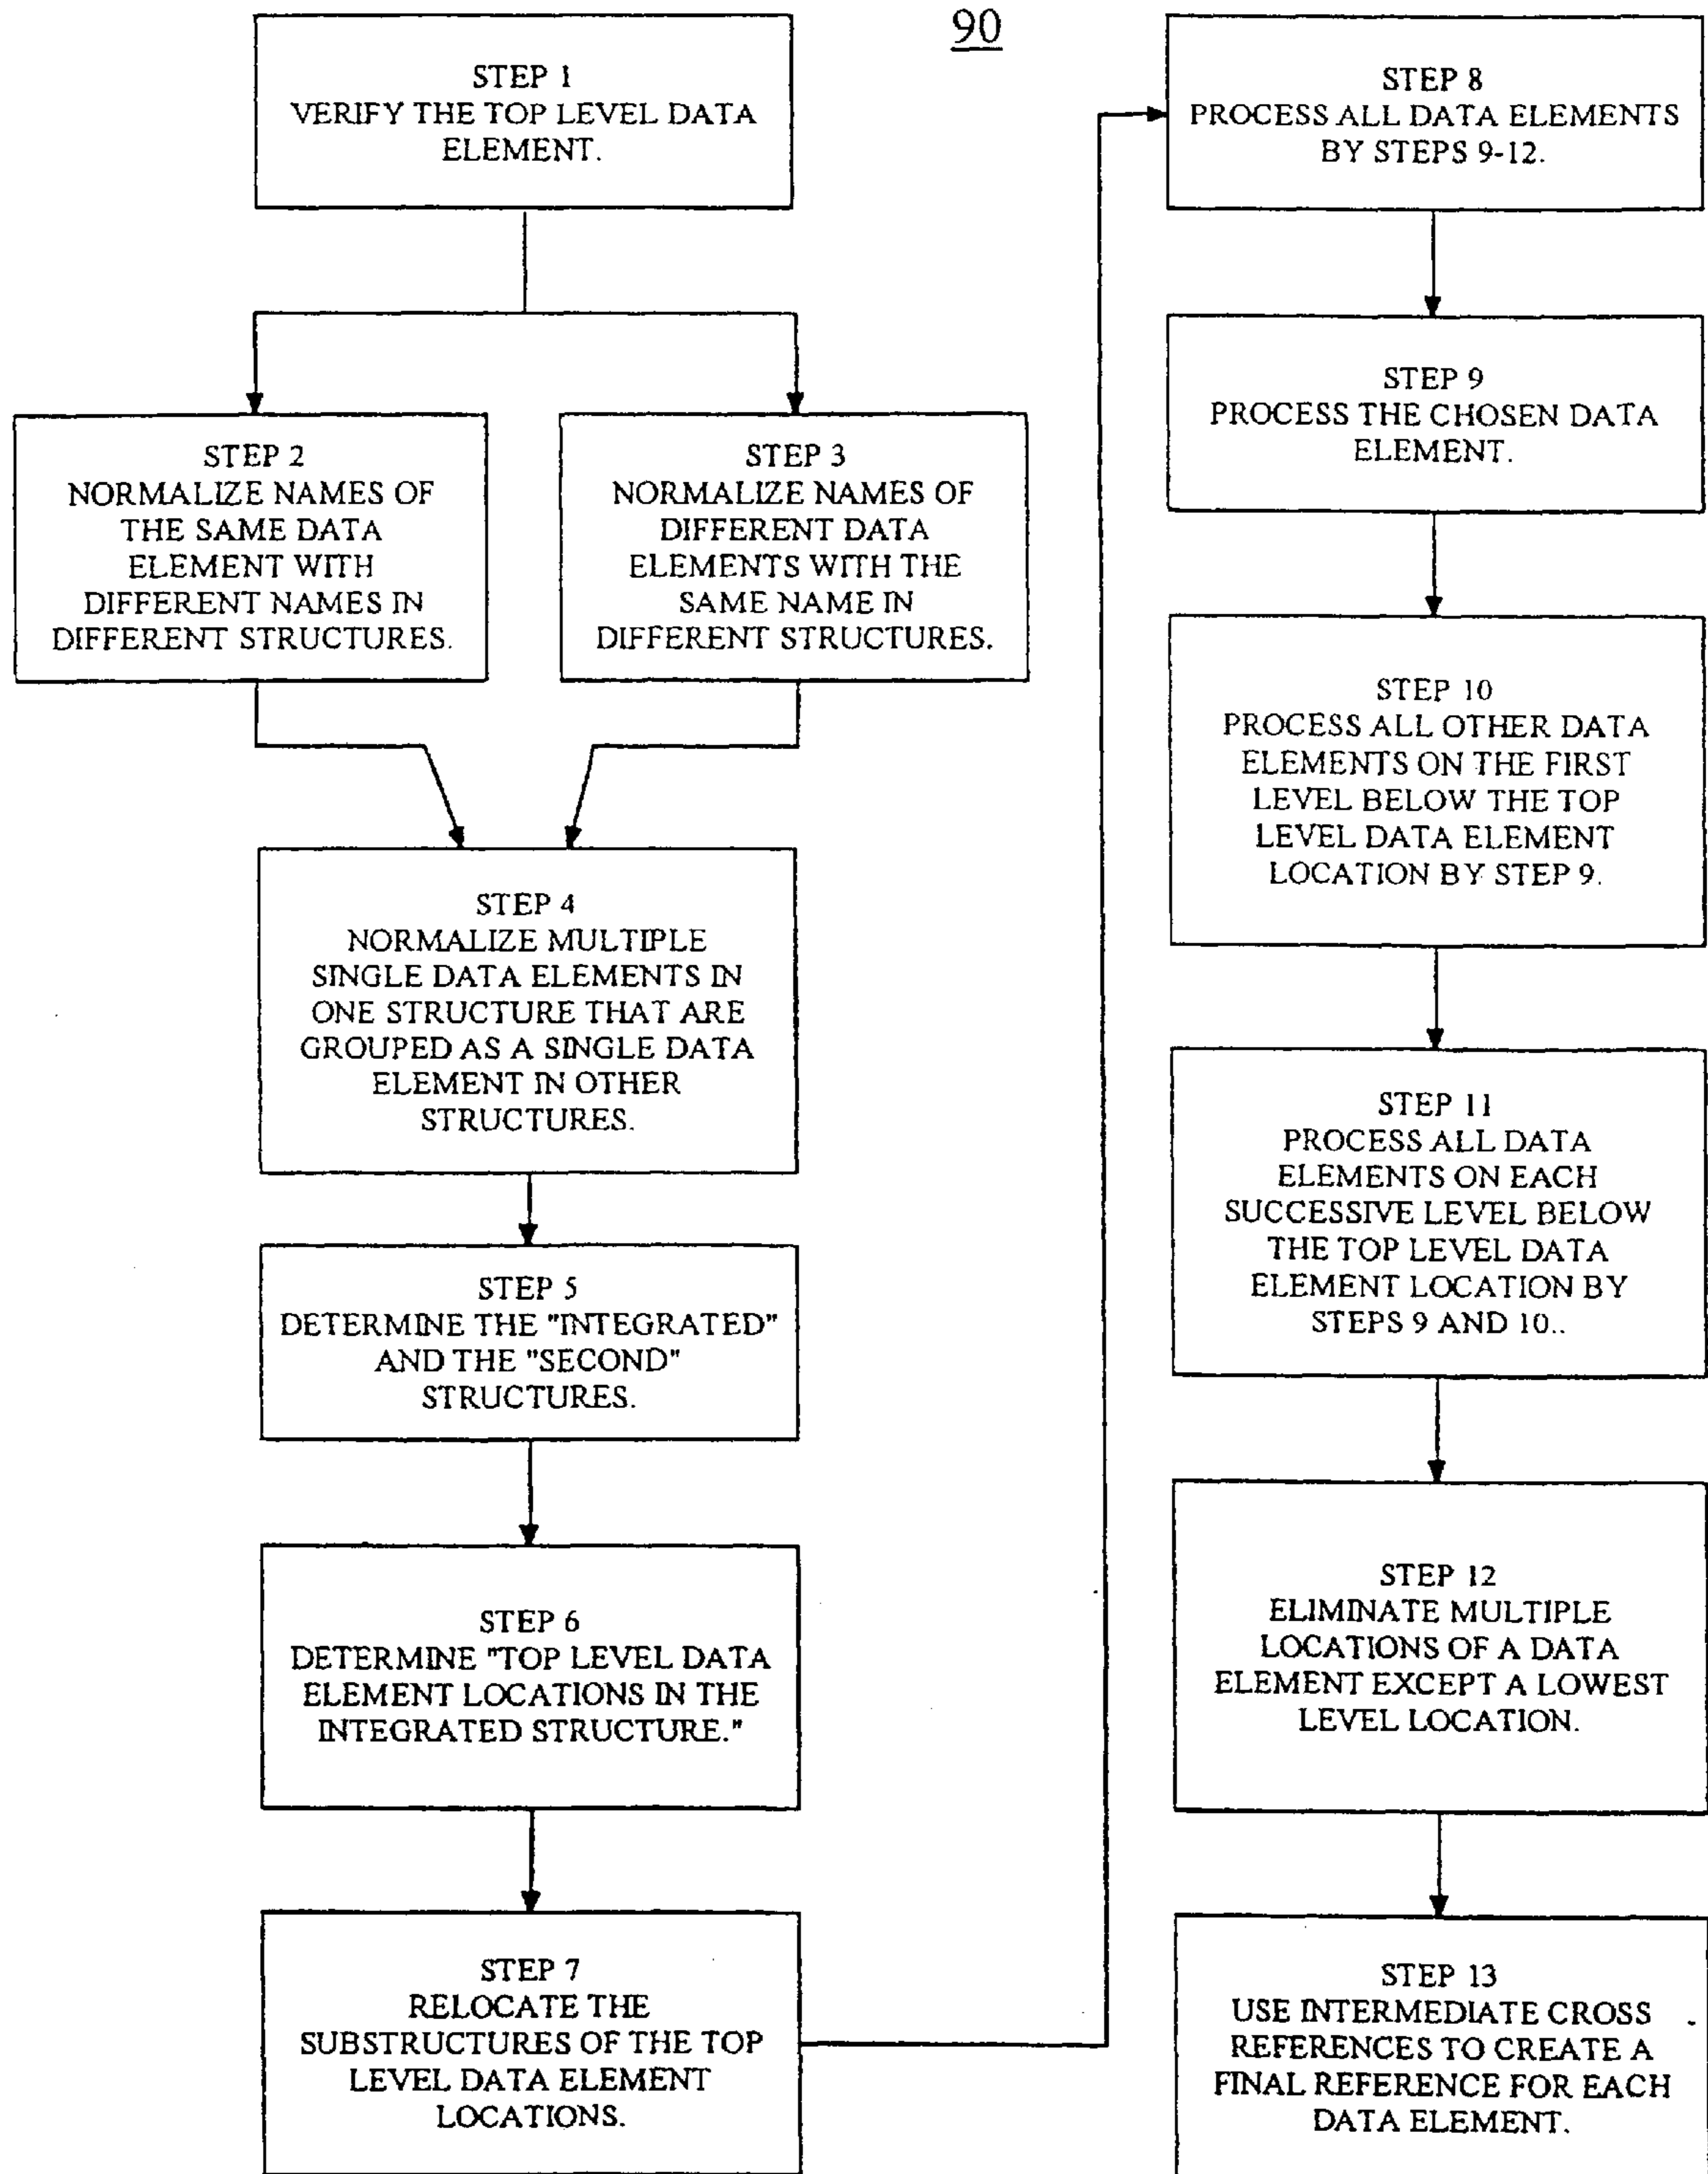 90
STEP 1
VERIFY THE TOP LEVEL DATA
ELEMENT.
STEP 2
NORMALIZE NAMES OF
THE SAME DATA
ELEMENT WITH
DIFFERENT NAMES IN
DIFFERENT STRUCTURES.
STEP 3
NORMALIZE NAMES OF
DIFFERENT DATA
ELEMENTS WITH THE
SAME NAME IN
DIFFERENT STRUCTURES.
STEP 4
NORMALIZE MULTIPLE
SINGLE DATA ELEMENTS IN
ONE STRUCTURE THAT ARE
GROUPED AS A SINGLE DATA
ELEMENT IN OTHER
STRUCTURES.
STEP 5
DETERMINE THE "INTEGRATED"
AND THE "SECOND"
STRUCTURES.
STEP 6
DETERMINE "TOP LEVEL DATA
ELEMENT LOCATIONS IN THE
INTEGRATED STRUCTURE."
STEP 7
RELOCATE THE
SUBSTRUCTURES OF THE TOP
LEVEL DATA ELEMENT
LOCATIONS.
STEP 8
PROCESS ALL DATA ELEMENTS
BY STEPS 9-12.
STEP 9
PROCESS THE CHOSEN DATA
ELEMENT.
STEP 10
PROCESS ALL OTHER DATA
ELEMENTS ON THE FIRST
LEVEL BELOW THE TOP
LEVEL DATA ELEMENT
LOCATION BY STEP 9.
STEP 11
PROCESS ALL DATA
ELEMENTS ON EACH
SUCCESSIVE LEVEL BELOW
THE TOP LEVEL DATA
ELEMENT LOCATION BY
STEPS 9 AND 10..
STEP 12
ELIMINATE MULTIPLE
LOCATIONS OF A DATA
ELEMENT EXCEPT A LOWEST
LEVEL LOCATION.
STEP 13
USE INTERMEDIATE CROSS
REFERENCES TO CREATE A
FINAL REFERENCE FOR EACH
DATA ELEMENT.